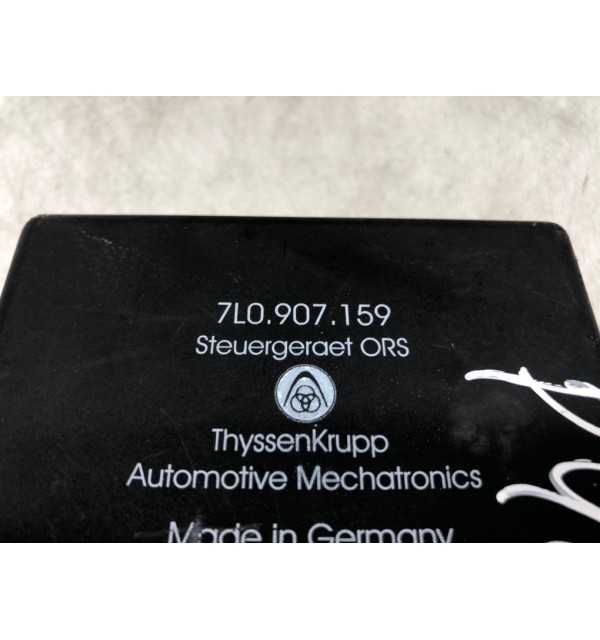 7L0.907.159
Steuergeraet ORS
ThyssenKrupp
Automotive Mechatronics
Made in Germany